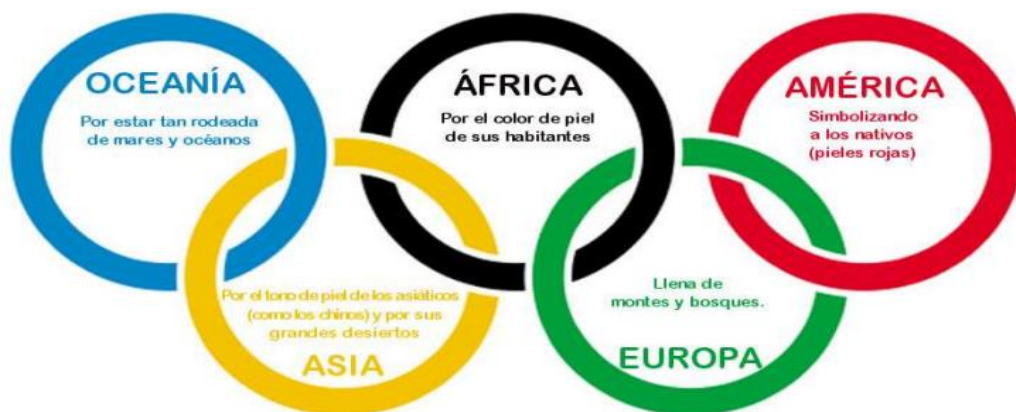 OCEANÍA
Por estar tan rodeada
de mares y océanos
ÁFRICA
Por el color de piel
de sus habitantes
AMÉRICA
Simbolizando
a los nativos
(pieles rojas)
Por el tono de piel de los asiáticos
(como los chinos) y por sus
grandes desiertos
ASIA
Llena de
montes y bosques.
EUROPA